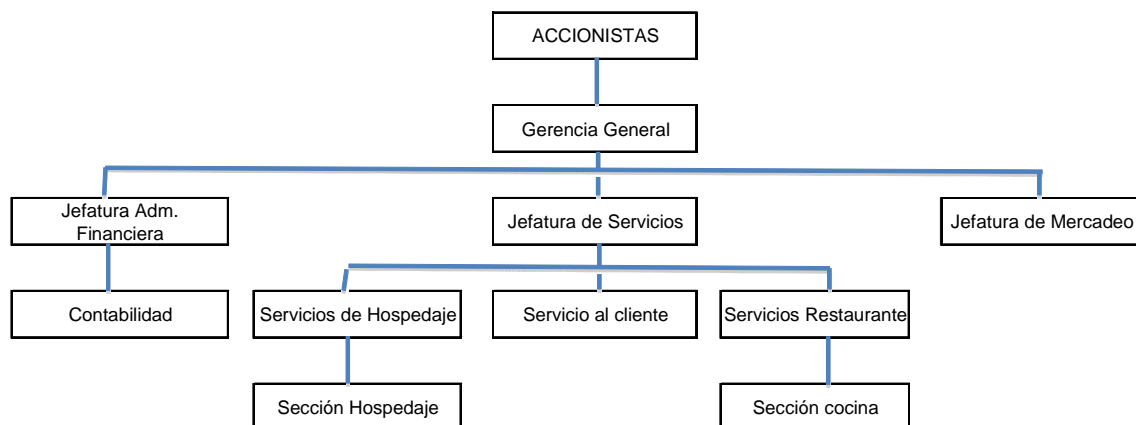 ACCIONISTAS
Gerencia General
Jefatura Adm.
Financiera
Jefatura de Servicios
Jefatura de Mercadeo
Contabilidad
Servicios de Hospedaje
Servicio al cliente
Servicios Restaurante
Sección Hospedaje
Sección cocina